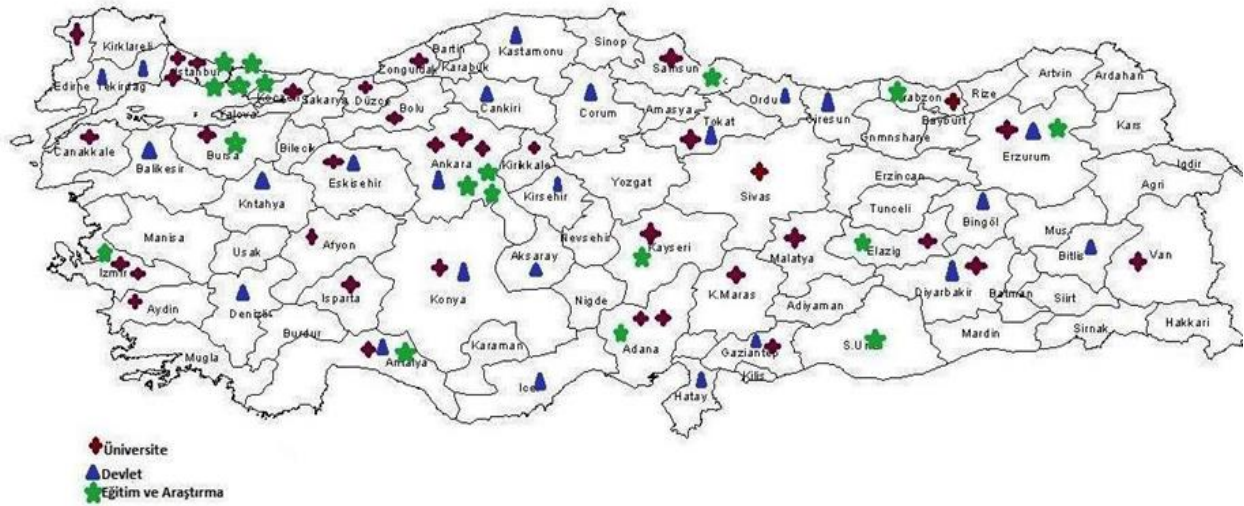 Kirklareli
Edirne
Tekirdag
Istanbul
Yalova
Sakarya
Düzce
Zonguldak
Bartin
Karabük
Kastamonu
Sinop
Samsun
Bolu
Cankiri
Corum
Amasya
Ordu
Tokat
Giresun
Trabzon
Rize
Artvin
Ardahan
Bayburt
Gnmnshane
Kars
Erzurum
Igdir
Canakkale
Balikesir
Bursa
Bilecik
Eskisehir
Ankara
Kirikkale
Kirsehir
Yozgat
Sivas
Erzincan
Tunceli
Bingöl
Mus
Agri
Kntahya
Manisa
Usak
Afyon
Nevsehir
Kayseri
Malatya
Elazig
Bitlis
Van
Izmir
Aydin
Denizli
Isparta
Konya
Aksaray
Nigde
K.Maras
Adiyaman
Diyarbakir
Batman
Siirt
Hakkari
Mugla
Burdur
Antalya
Karaman
Icel
Adana
Gaziantep
Kilis
Hatay
Mardin
Sirnak
Üniversite
Devlet
Eğitim ve Araştırma